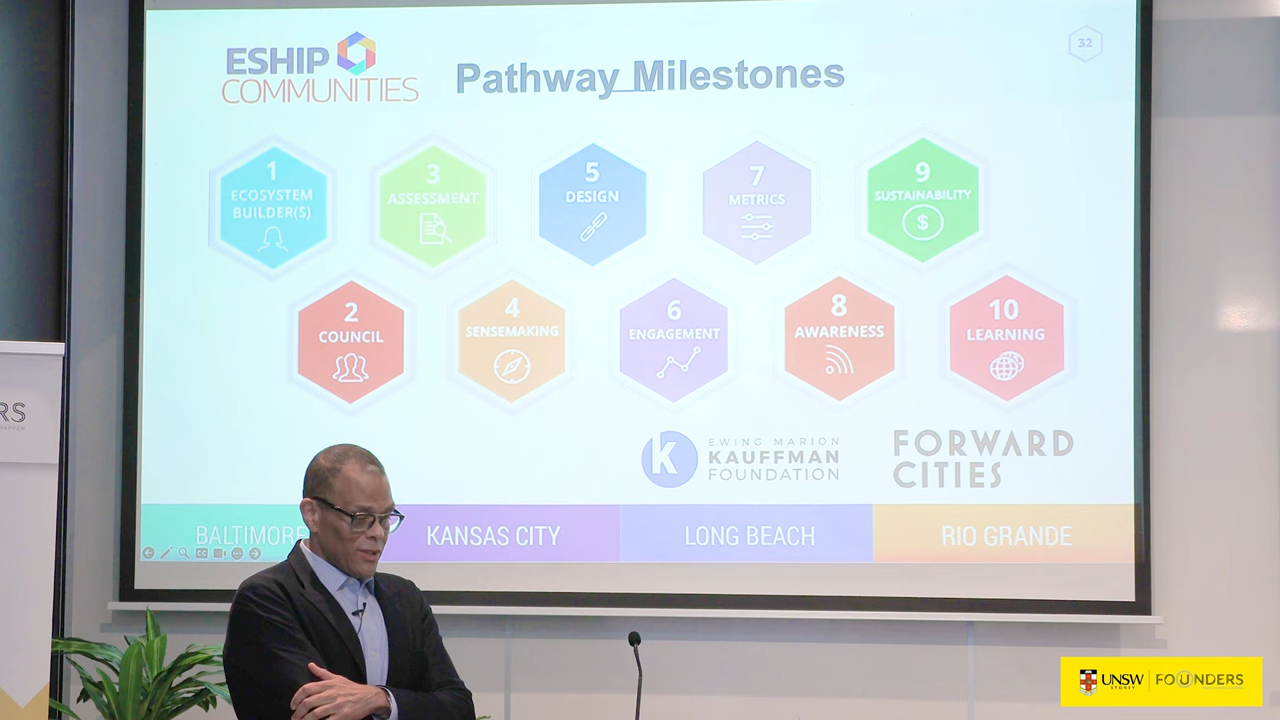 ESHIP
COMMUNITIES
Pathway Milestones
32
1
ECOSYSTEM
BUILDER(S)
3
ASSESSMENT
5
DESIGN
7
METRICS
9
SUSTAINABILITY
$
2
COUNCIL
4
SENSEMAKING
6
ENGAGEMENT
8
AWARENESS
10
LEARNING
K
EWING MARION
KAUFFMAN
FOUNDATION
FORWARD
CITIES
BALTIMORE
KANSAS CITY
LONG BEACH
RIO GRANDE
RS
UNSW
SYDNEY
FOUNDERS